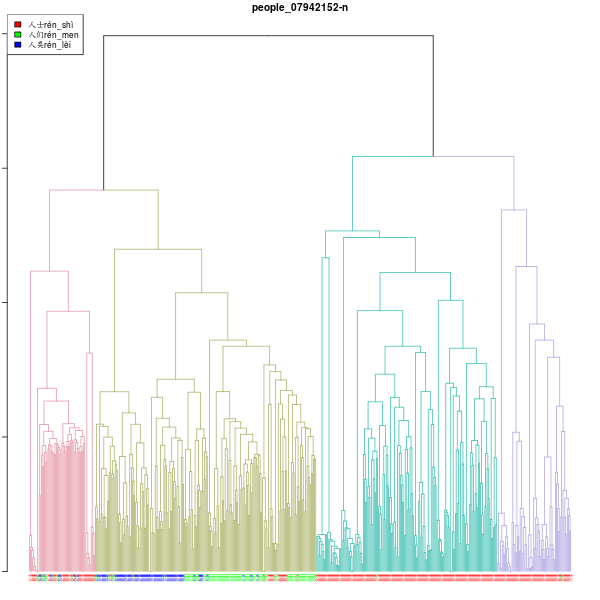 people_07942152-n
人士rén_shì
人们rén_men
人类rén_lèi